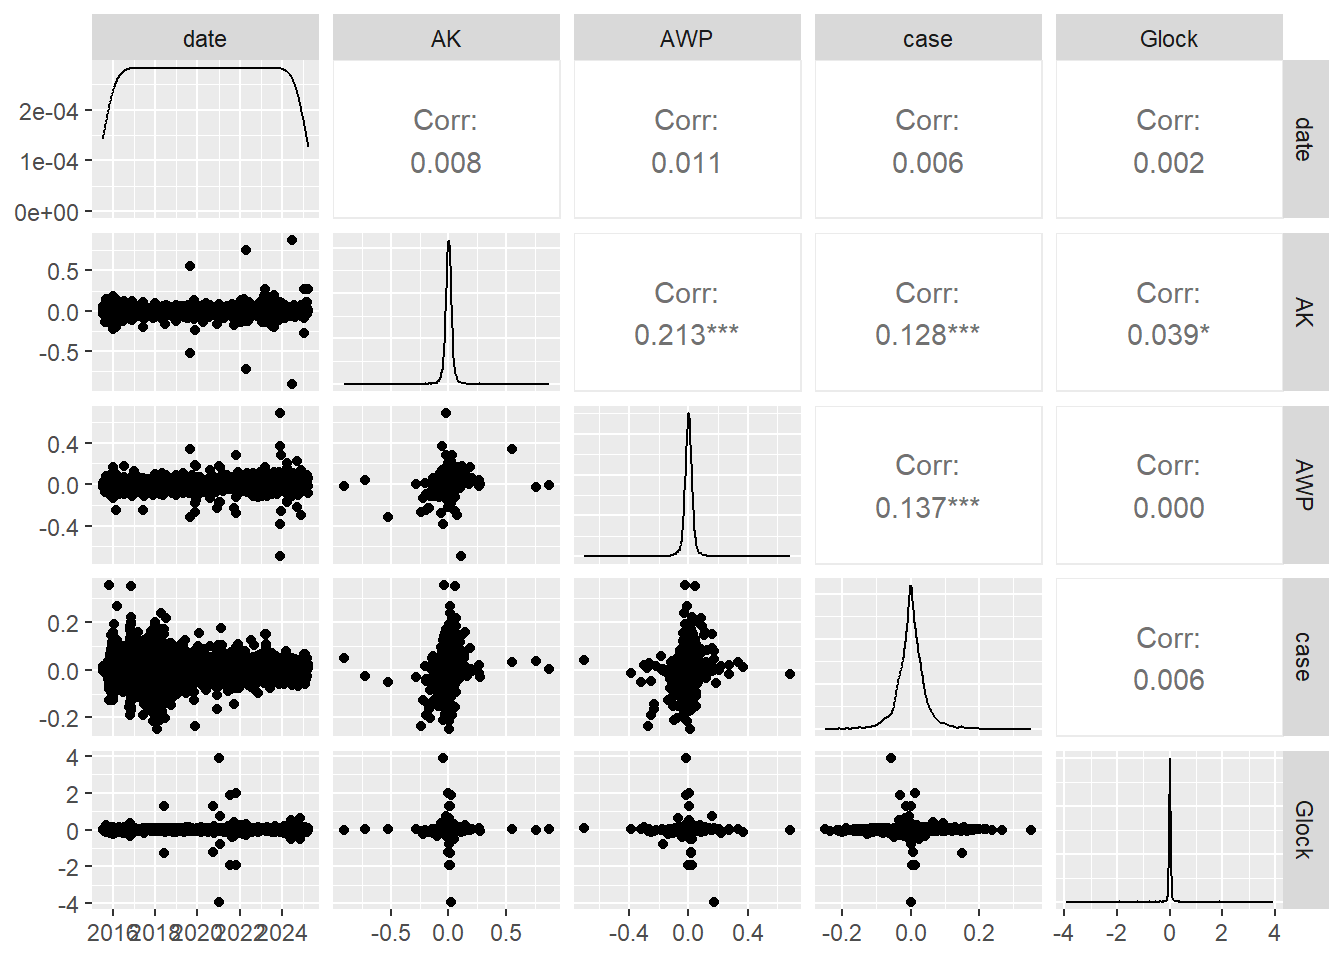 date AK AWP case Glock
2e-04
1e-04
0e+00
Corr:
0.008
Corr:
0.011
Corr:
0.006
Corr:
0.002
date
0.5
0.0
-0.5
Corr:
0.213***
Corr:
0.128***
Corr:
0.039*
AK
0.4
0.0
-0.4
Corr:
0.137***
Corr:
0.000
AWP
0.2
0.0
-0.2
Corr:
0.006
case
4
2
0
-2
-4
Glock
2016 2018 2020 2022 2024
-0.5 0.0 0.5
-0.4 0.0 0.4
-0.2 0.0 0.2
-4 -2 0 2 4